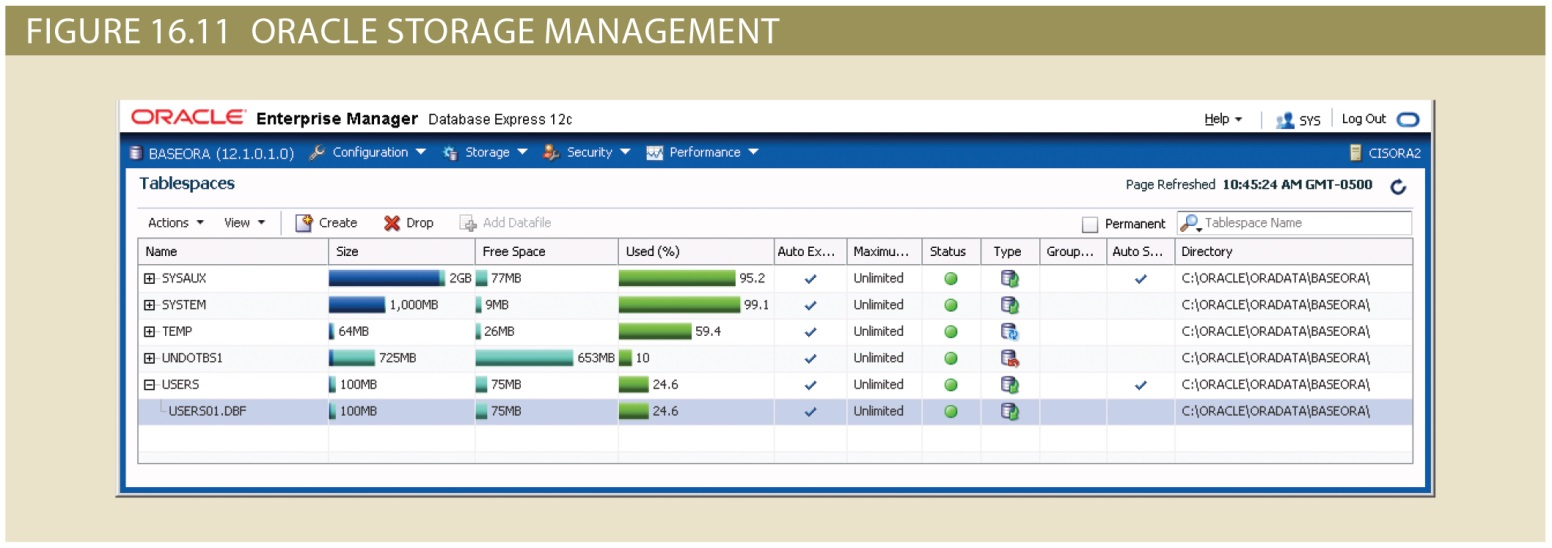 FIGURE 16.11 ORACLE STORAGE MANAGEMENT
ORACLE Enterprise Manager Database Express 12c Help SYS Log Out
BASEORA (12.1.0.1.0) Configuration Storage Security Performance CISORA2
Tablespaces Page Refreshed 10:45:24 AM GMT-0500
Actions View Create Drop Add Datafile Permanent Tablespace Name
Name Size Free Space Used (%) Auto Ex... Maximu... Status Type Group... Auto S... Directory
SYSAUX 2GB 77MB 95.2 Unlimited C:\ORACLE\ORADATA\BASEORA\
SYSTEM 1,000MB 9MB 99.1 Unlimited C:\ORACLE\ORADATA\BASEORA\
TEMP 64MB 26MB 59.4 Unlimited C:\ORACLE\ORADATA\BASEORA\
UNDOTBS1 725MB 653MB 10 Unlimited C:\ORACLE\ORADATA\BASEORA\
USERS 100MB 75MB 24.6 Unlimited C:\ORACLE\ORADATA\BASEORA\
USERS01.DBF 100MB 75MB 24.6 Unlimited C:\ORACLE\ORADATA\BASEORA\